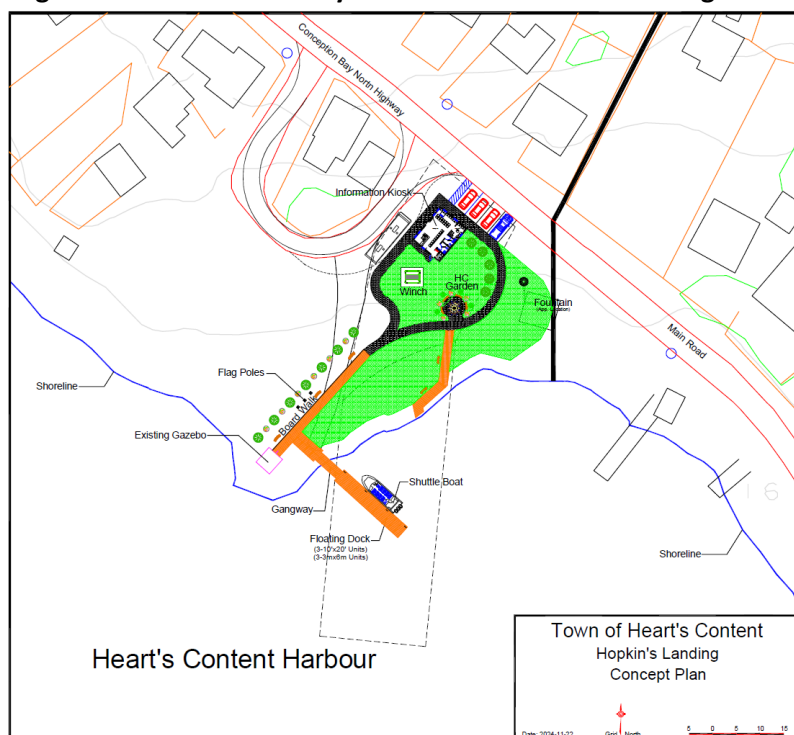 Conception Bay North Highway
Information Kiosk
HC
Garden
Winch
Fountain
Main Road
Shoreline
Flag Poles
Board Walk
Existing Gazebo
Shuttle Boat
Gangway
Floating Dock
(3-10'x20' Units)
(3-3mx6m Units)
Shoreline
16
Heart's Content Harbour
Town of Heart's Content
Hopkin's Landing
Concept Plan
Grid North
5 0 5 10 15